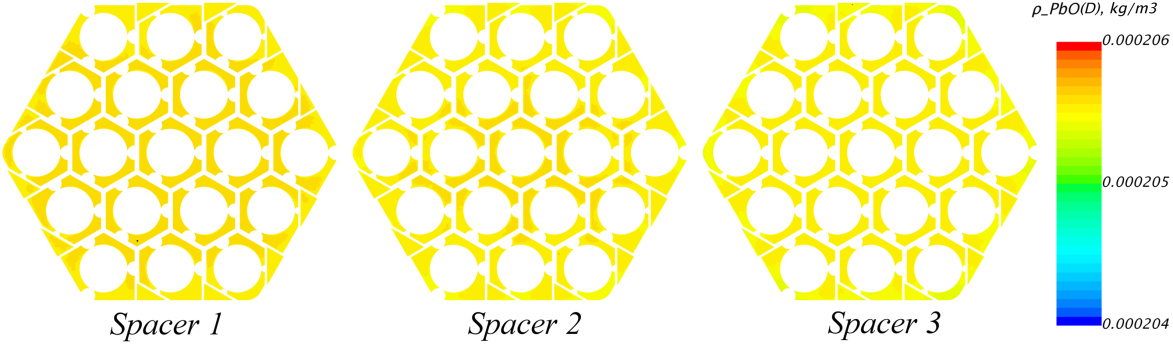 ρ_PbO(D), kg/m3
0.000206
0.000205
0.000204
Spacer 1
Spacer 2
Spacer 3